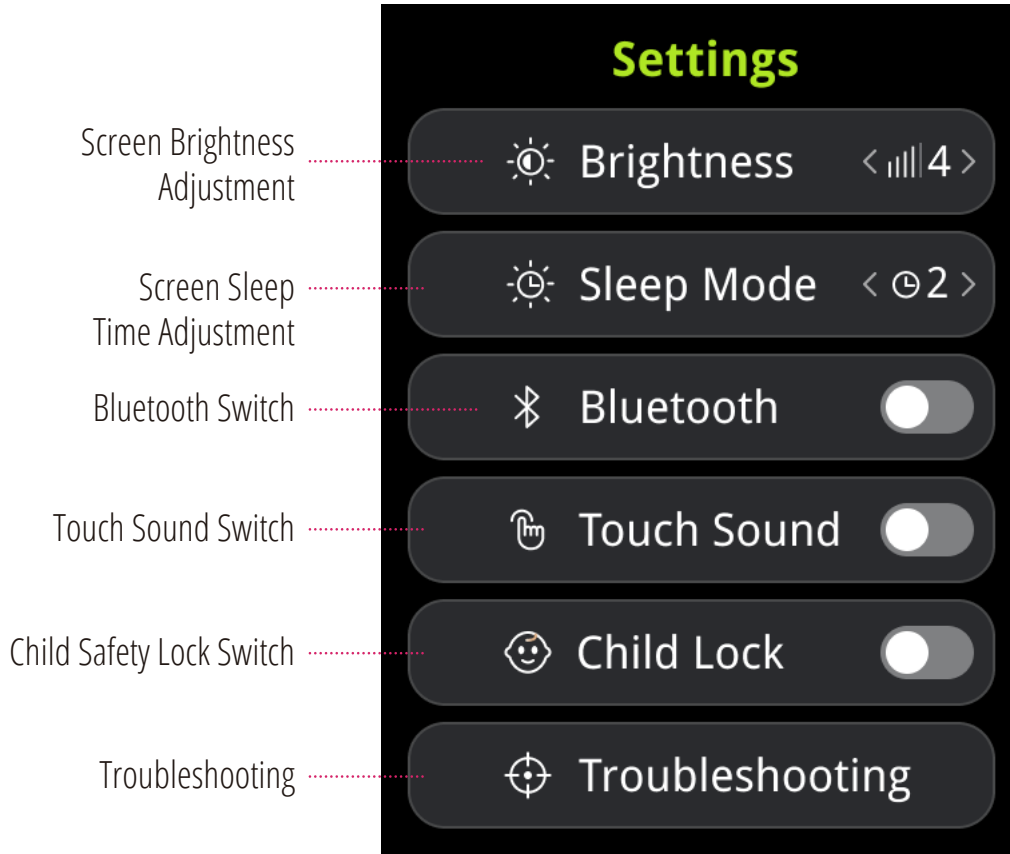 Settings
Screen Brightness
Adjustment
Brightness 4
Screen Sleep
Time Adjustment
Sleep Mode 2
Bluetooth Switch
Bluetooth
Touch Sound Switch
Touch Sound
Child Safety Lock Switch
Child Lock
Troubleshooting
Troubleshooting